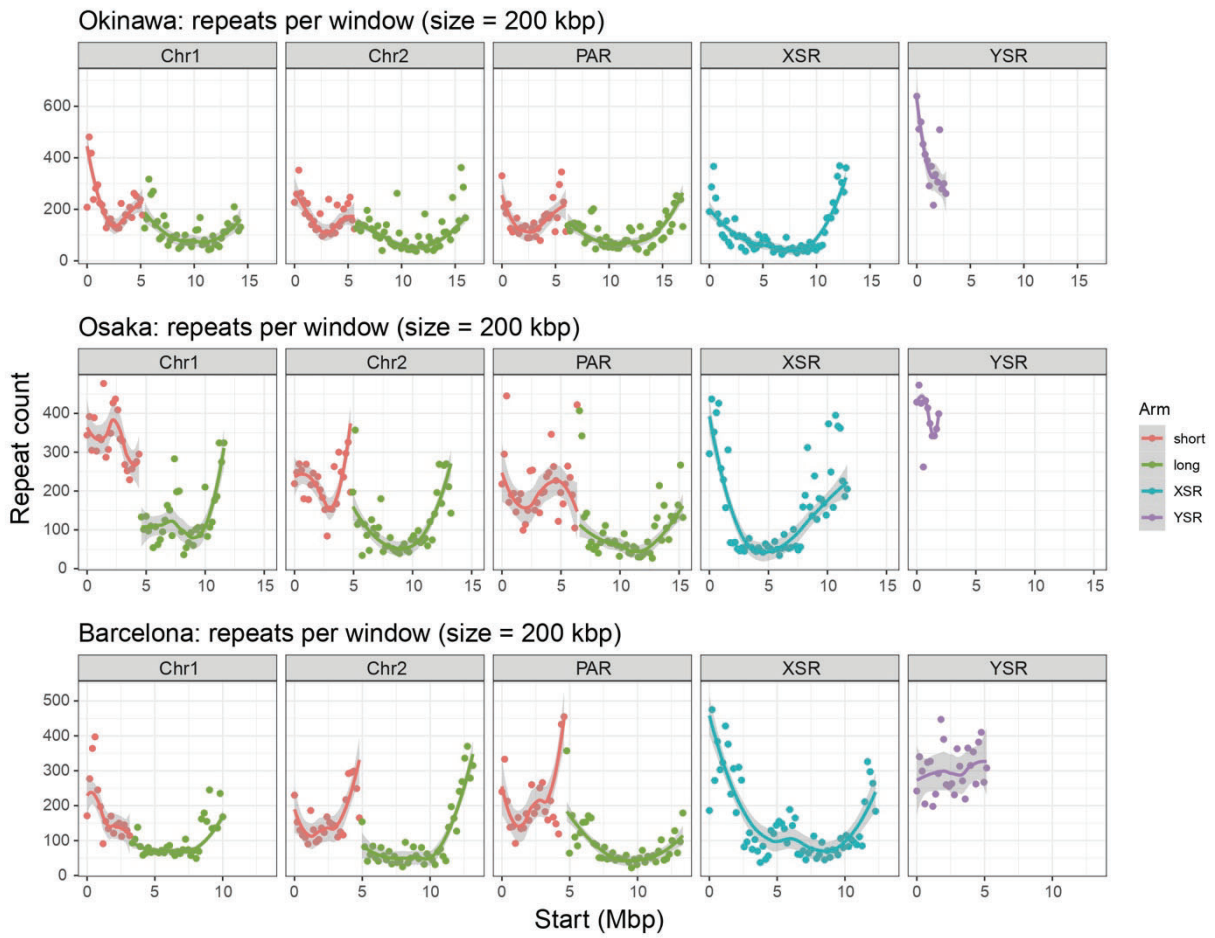 Okinawa: repeats per window (size = 200 kbp)
Chr1 Chr2 PAR XSR YSR
600
400
200
0
0 5 10 15 0 5 10 15 0 5 10 15 0 5 10 15 0 5 10 15
Osaka: repeats per window (size = 200 kbp)
Chr1 Chr2 PAR XSR YSR
400
300
200
100
0
0 5 10 15 0 5 10 15 0 5 10 15 0 5 10 15 0 5 10 15
Barcelona: repeats per window (size = 200 kbp)
Chr1 Chr2 PAR XSR YSR
500
400
300
200
100
0
0 5 10 0 5 10 0 5 10 0 5 10 0 5 10
Repeat count
Start (Mbp)
Arm
short
long
XSR
YSR